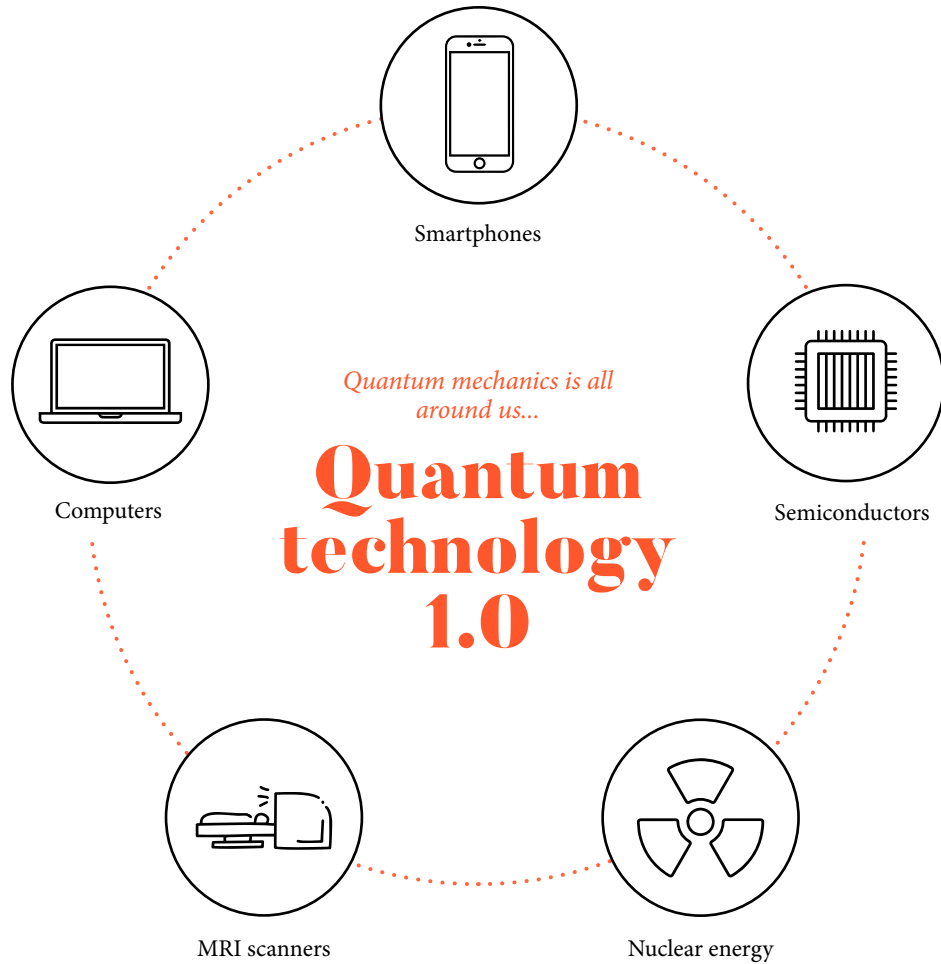 Smartphones
Computers
Semiconductors
Quantum mechanics is all
around us...
Quantum
technology
1.0
MRI scanners
Nuclear energy